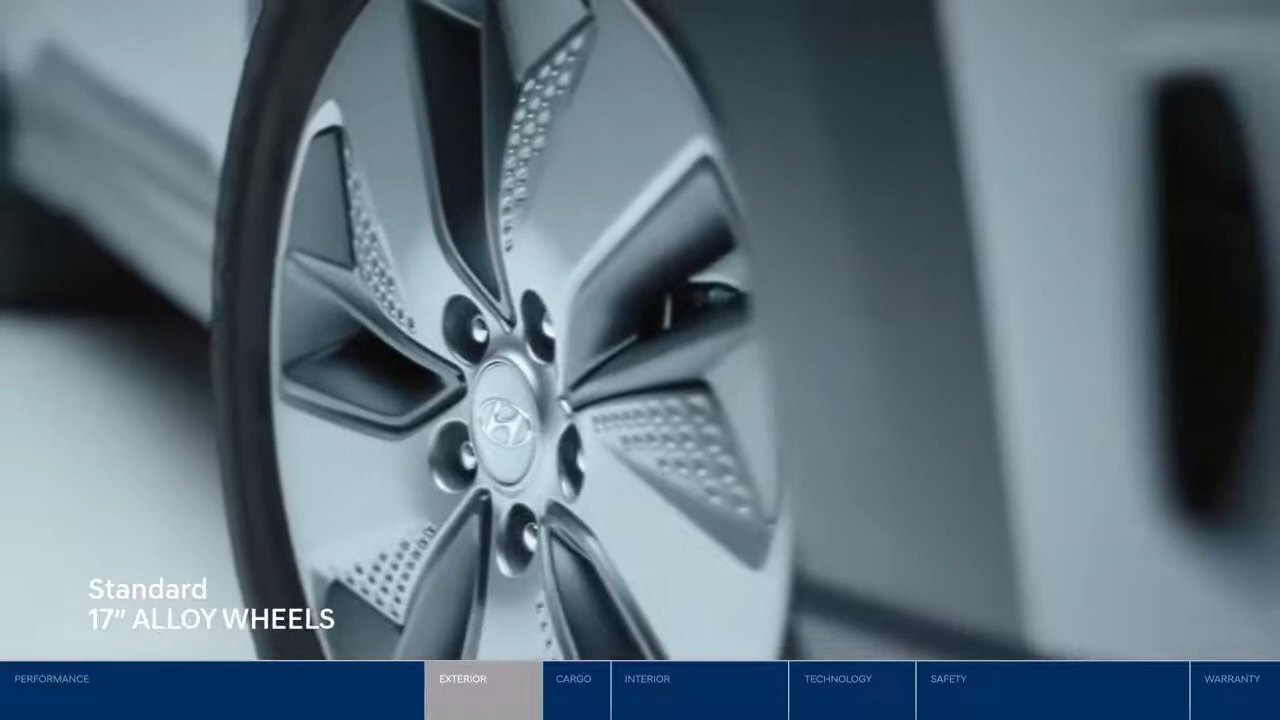 Standard
17" ALLOY WHEELS
PERFORMANCE
EXTERIOR
CARGO
INTERIOR
TECHNOLOGY
SAFETY
WARRANTY